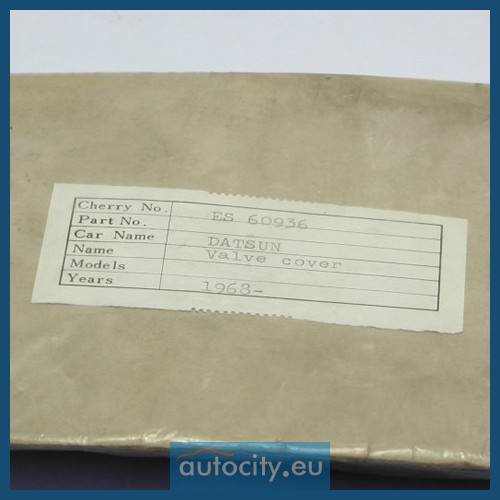 Cherry No. ES 60936
Part No.
Car Name DATSUN
Name Valve cover
Models
Years 1968-
autocity.eu